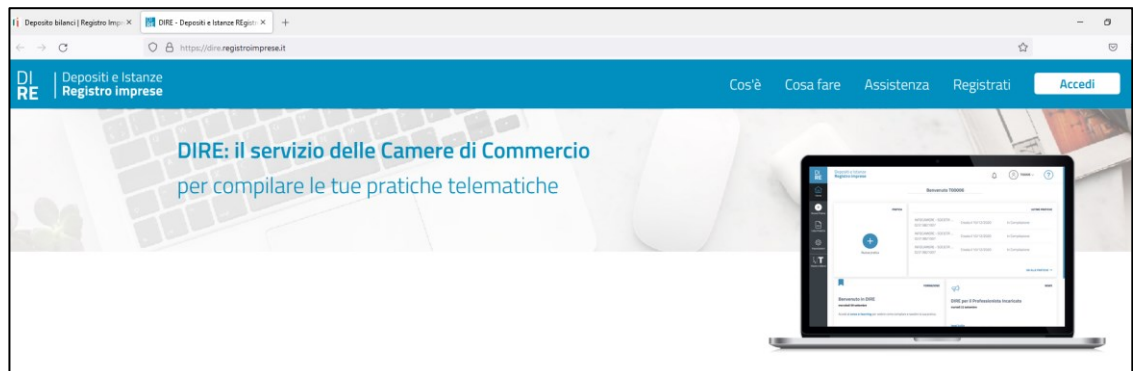 Deposito bilanci | Registro Impr
DIRE - Depositi e Istanze REgistr
https://dire.registroimprese.it
DI
RE
Depositi e Istanze
Registro imprese
Cos'è
Cosa fare
Assistenza
Registrati
Accedi
DIRE: il servizio delle Camere di Commercio
per compilare le tue pratiche telematiche
Depositi e Istanze
Registro imprese
Benvenuto in DIRE
DIRE per il Professionista Incaricato